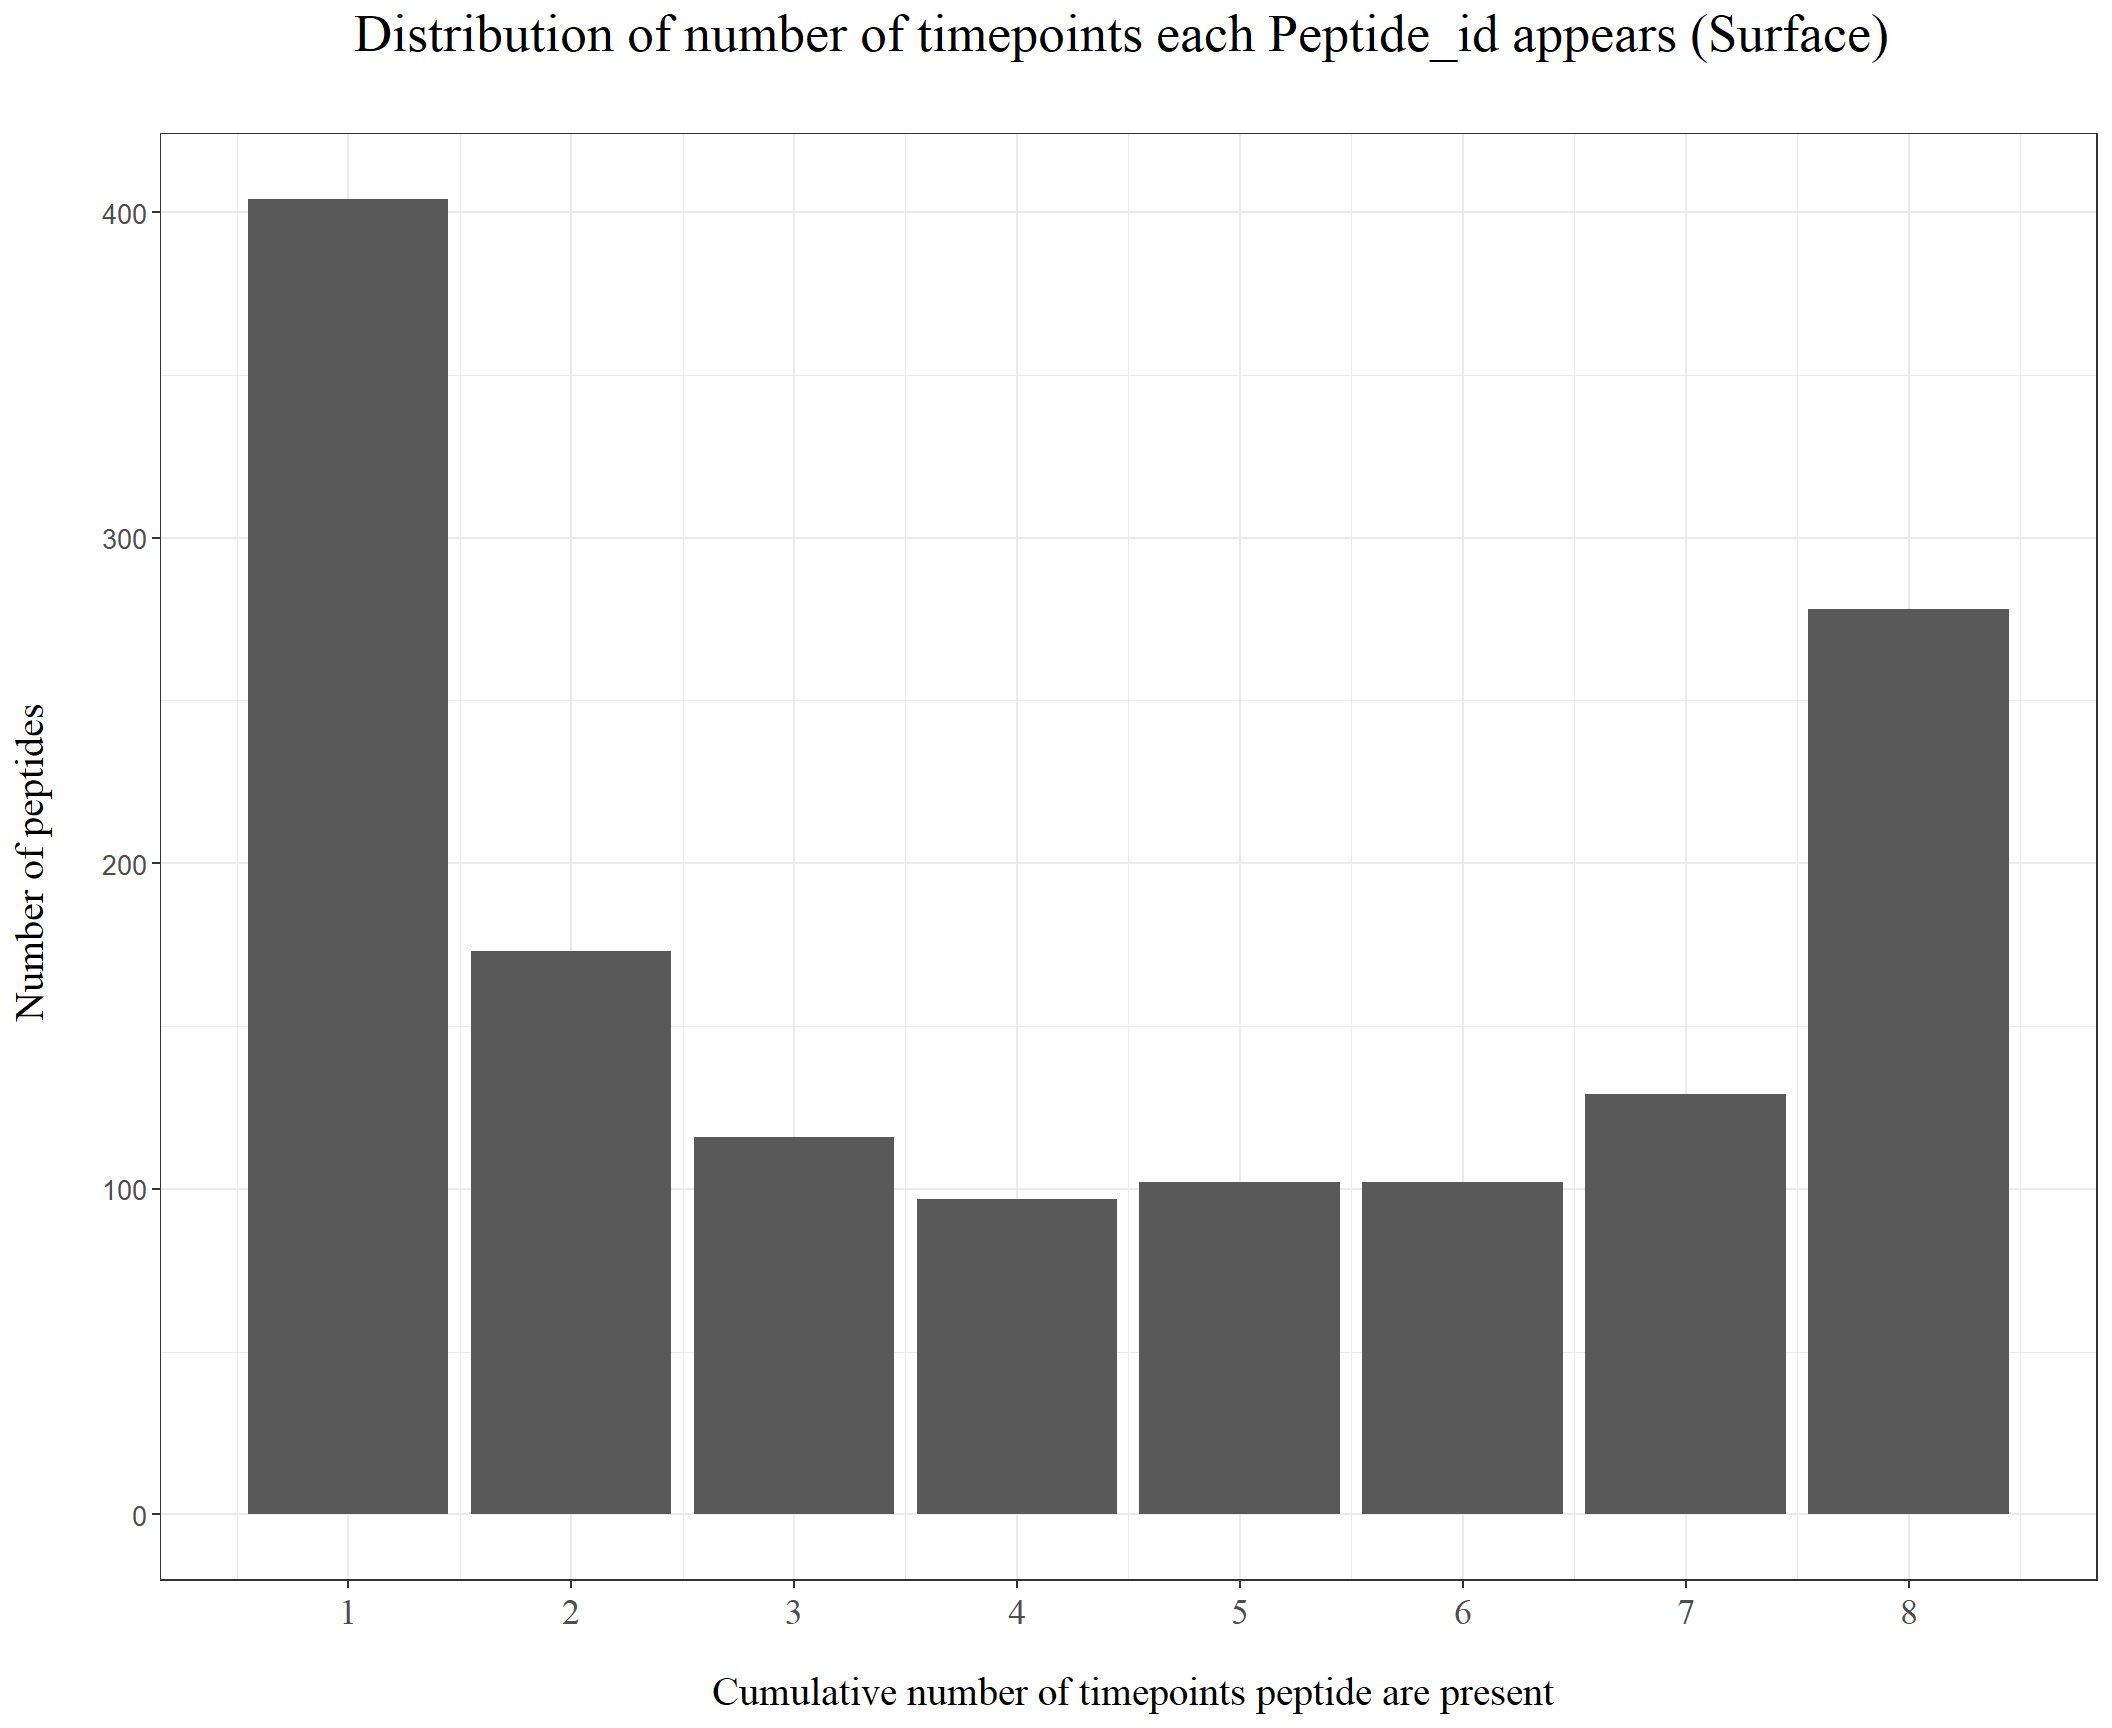 Distribution of number of timepoints each Peptide_id appears (Surface)
Number of peptides
400
300
200
100
0
1 2 3 4 5 6 7 8
Cumulative number of timepoints peptide are present